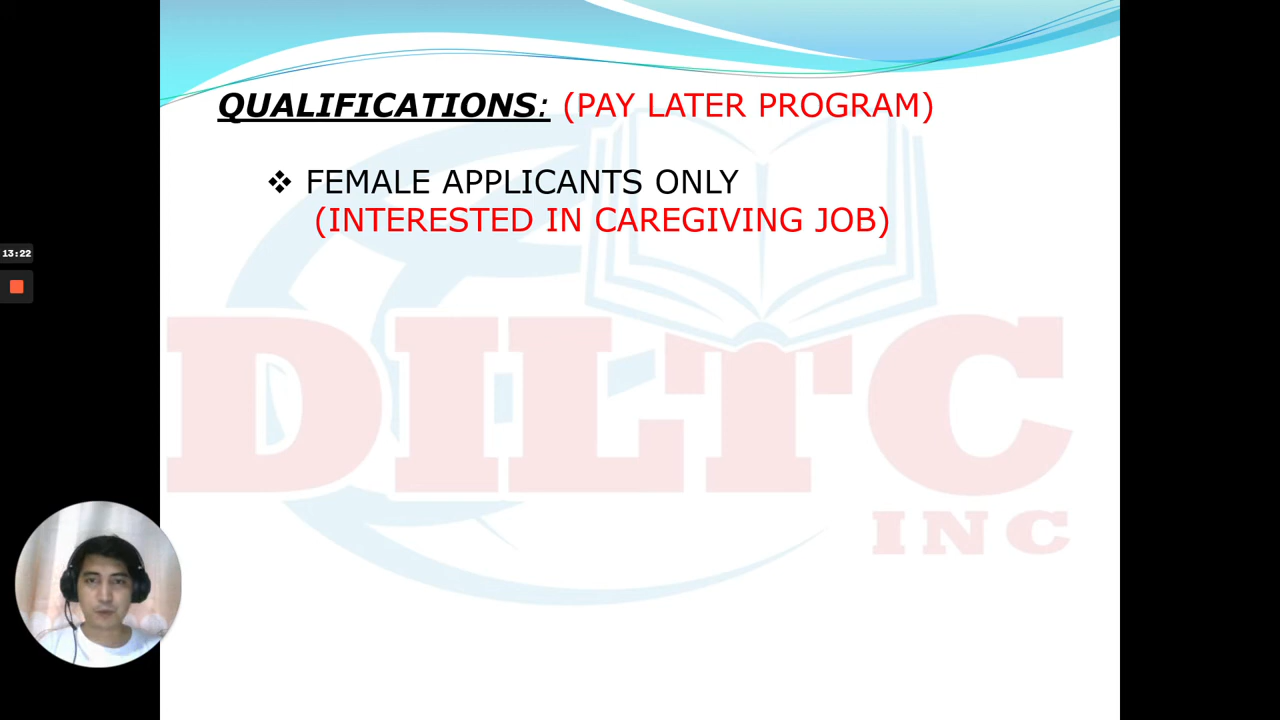 QUALIFICATIONS: (PAY LATER PROGRAM)
❖ FEMALE APPLICANTS ONLY
(INTERESTED IN CAREGIVING JOB)
13:22
DILTC
INC